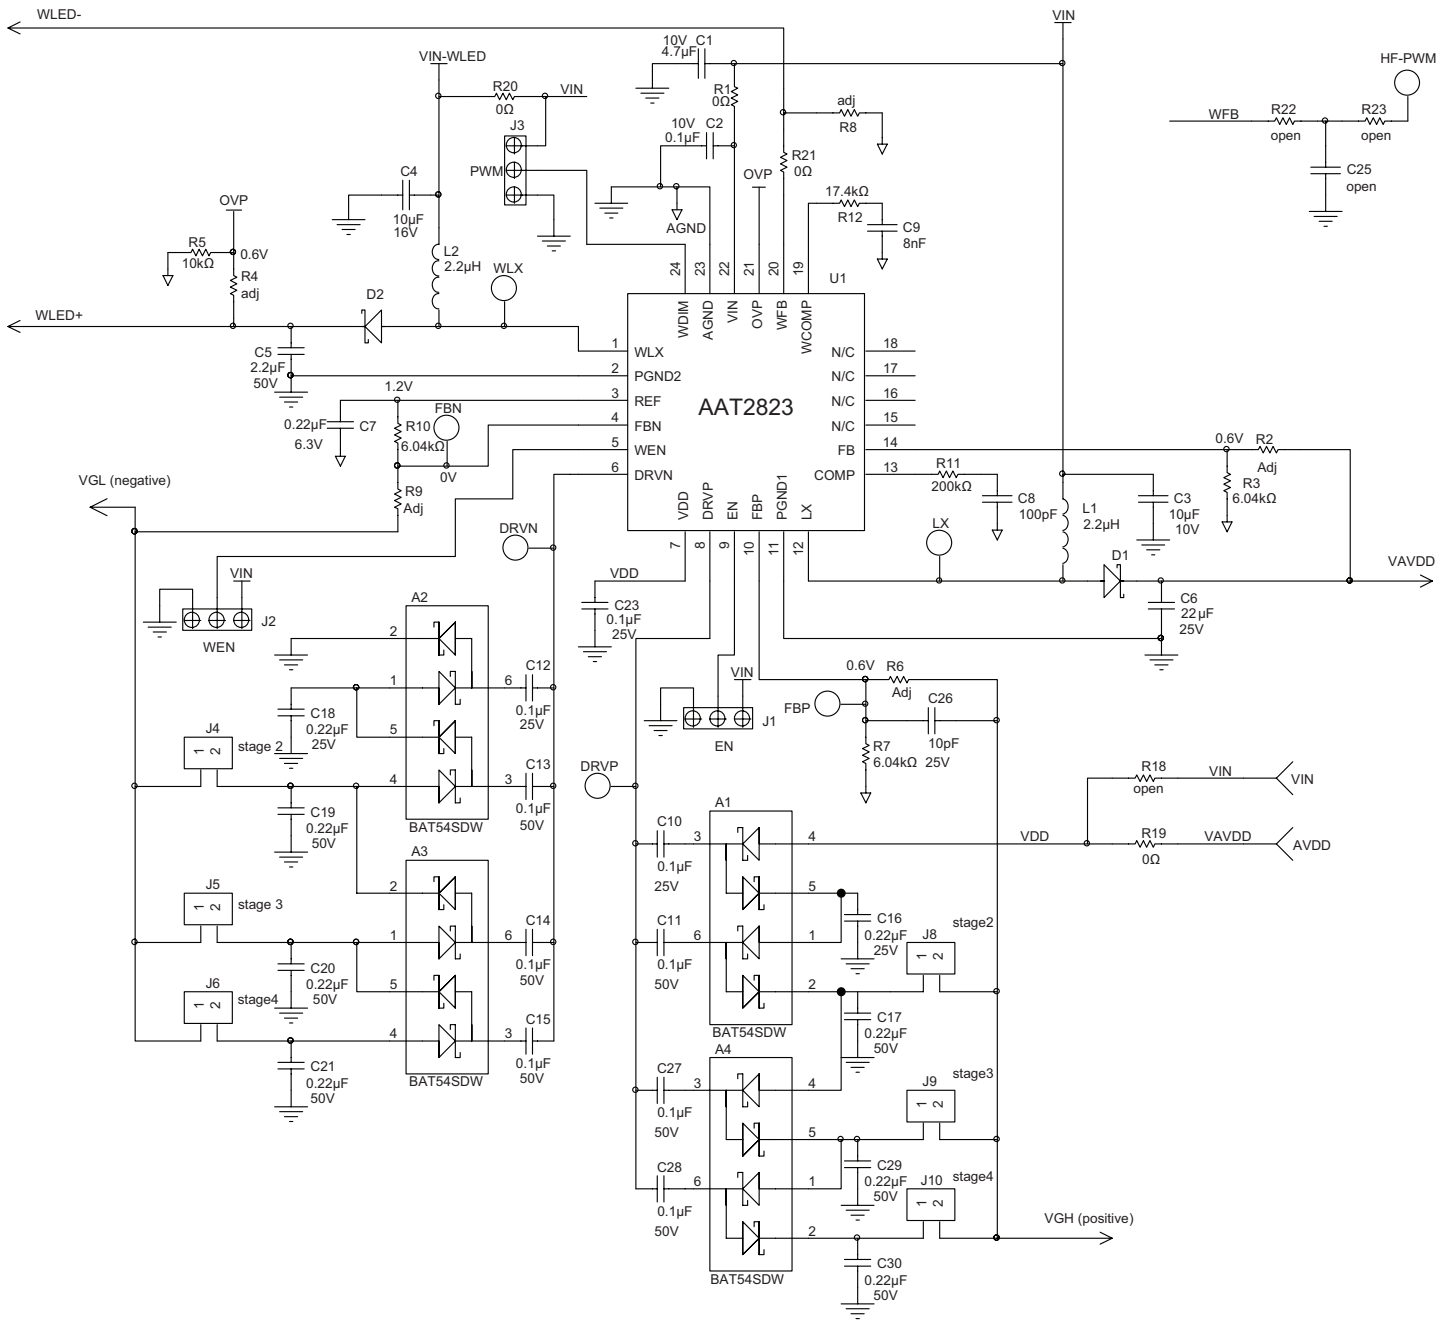 WLED-
VIN
VIN-WLED
10V C1
4.7µF
HF-PWM
R20
0Ω
VIN
R1
0Ω
adj
R8
WFB
R22
open
R23
open
J3
10V C2
0.1µF
PWM
R21
0Ω
C25
open
C4
10µF
16V
OVP
OVP
17.4kΩ
R12
C9
8nF
AGND
R5
10kΩ
0.6V
R4
adj
L2
2.2µH
WLX
24
23
22
21
20
19
U1
D2
WLED+
WDIM
AGND
VIN
OVP
WFB
WCOMP
C5
2.2µF
50V
1 WLX
2 PGND2
3 REF
4 FBN
5 WEN
6 DRVN
AAT2823
N/C 18
N/C 17
N/C 16
N/C 15
FB 14
COMP 13
1.2V
0.22µF C7
6.3V
R10
6.04kΩ
FBN
0V
R9
Adj
VGL (negative)
0.6V R2
Adj
R3
6.04kΩ
R11
200kΩ
C8
100pF
L1
2.2µH
C3
10µF
10V
VDD
DRVP
EN
FBP
PGND1
LX
7
8
9
10
11
12
DRVN
LX
D1
VAVDD
VIN
J2
WEN
VDD
C23
0.1µF
25V
C6
22µF
25V
A2
2
1
6
5
4
3
C12
0.1µF
25V
C18
0.22µF
25V
J4
1 2
stage 2
C13
0.1µF
50V
C19
0.22µF
50V
BAT54SDW
VIN
J1
EN
0.6V R6
Adj
FBP
C26
10pF
25V
R7
6.04kΩ
DRVP
R18
open
VIN
VIN
A1
C10
0.1µF
25V
3
4
VDD
R19
0Ω
VAVDD
AVDD
A3
J5
1 2
stage 3
2
1
6
5
4
3
C14
0.1µF
50V
C20
0.22µF
50V
J6
1 2
stage4
C15
0.1µF
50V
C21
0.22µF
50V
BAT54SDW
5
C11
0.1µF
50V
6
1
2
C16
0.22µF
25V
stage2
J8
1 2
C17
0.22µF
50V
BAT54SDW
A4
C27
0.1µF
50V
3
4
5
stage3
J9
1 2
C28
0.1µF
50V
6
1
2
C29
0.22µF
50V
J10
stage4
1 2
VGH (positive)
C30
0.22µF
50V
BAT54SDW